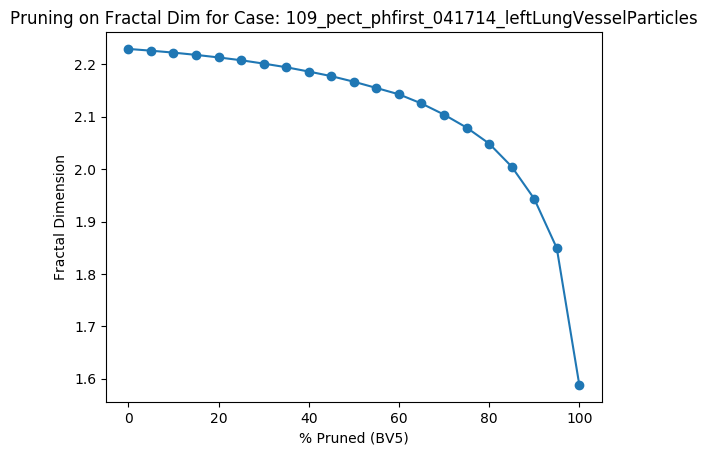 Pruning on Fractal Dim for Case: 109_pect_phfirst_041714_leftLungVesselParticles
2.2
2.1
2.0
1.9
1.8
1.7
1.6
Fractal Dimension
0 20 40 60 80 100
% Pruned (BV5)